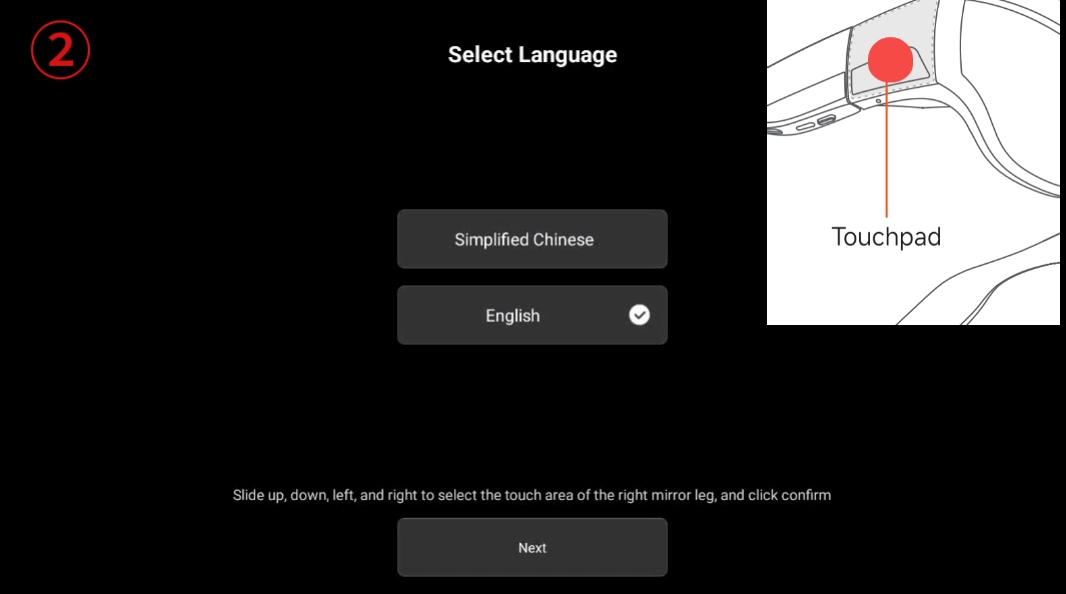 ②
Select Language
Simplified Chinese
English
Touchpad
Slide up, down, left, and right to select the touch area of the right mirror leg, and click confirm
Next